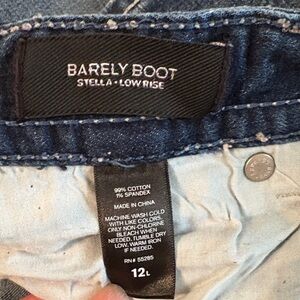 BARELY BOOT
STELLA • LOW RISE
99% COTTON
1% SPANDEX
MADE IN CHINA
MACHINE WASH COLD
WITH LIKE COLORS.
ONLY NON-CHLORINE
BLEACH WHEN
NEEDED. TUMBLE DRY
LOW. WARM IRON
IF NEEDED.
RN# 55285
12L